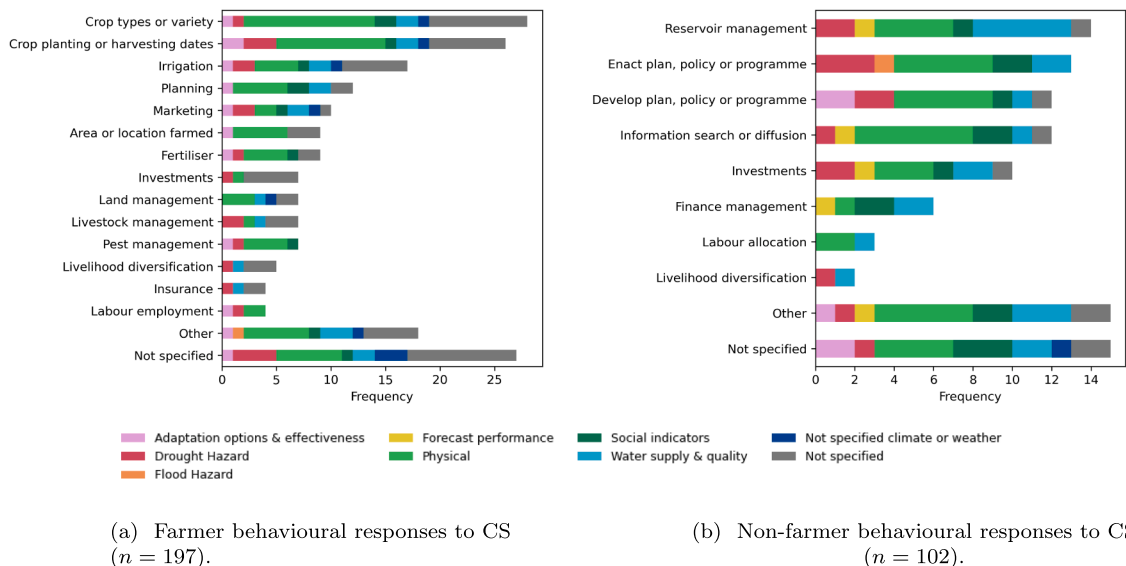 Crop types or variety
Crop planting or harvesting dates
Irrigation
Planning
Marketing
Area or location farmed
Fertiliser
Investments
Land management
Livestock management
Pest management
Livelihood diversification
Insurance
Labour employment
Other
Not specified
0 5 10 15 20 25
Frequency
Reservoir management
Enact plan, policy or programme
Develop plan, policy or programme
Information search or diffusion
Investments
Finance management
Labour allocation
Livelihood diversification
Other
Not specified
0 2 4 6 8 10 12 14
Frequency
Adaptation options & effectiveness
Drought Hazard
Flood Hazard
Forecast performance
Physical
Social indicators
Water supply & quality
Not specified climate or weather
Not specified
(a) Farmer behavioural responses to CS
(n = 197).
(b) Non-farmer behavioural responses to CS
(n = 102).